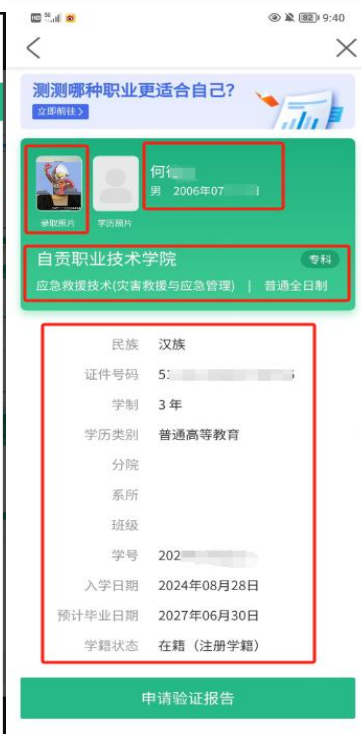 HD 5G 82 9:40
测测哪种职业更适合自己?
立即前往>
何
男 2006年07
录取照片 学历照片
自贡职业技术学院 专科
应急救援技术(灾害救援与应急管理) | 普通全日制
民族 汉族
证件号码 5
学制 3 年
学历类别 普通高等教育
分院
系所
班级
学号 202
入学日期 2024年08月28日
预计毕业日期 2027年06月30日
学籍状态 在籍（注册学籍）
申请验证报告